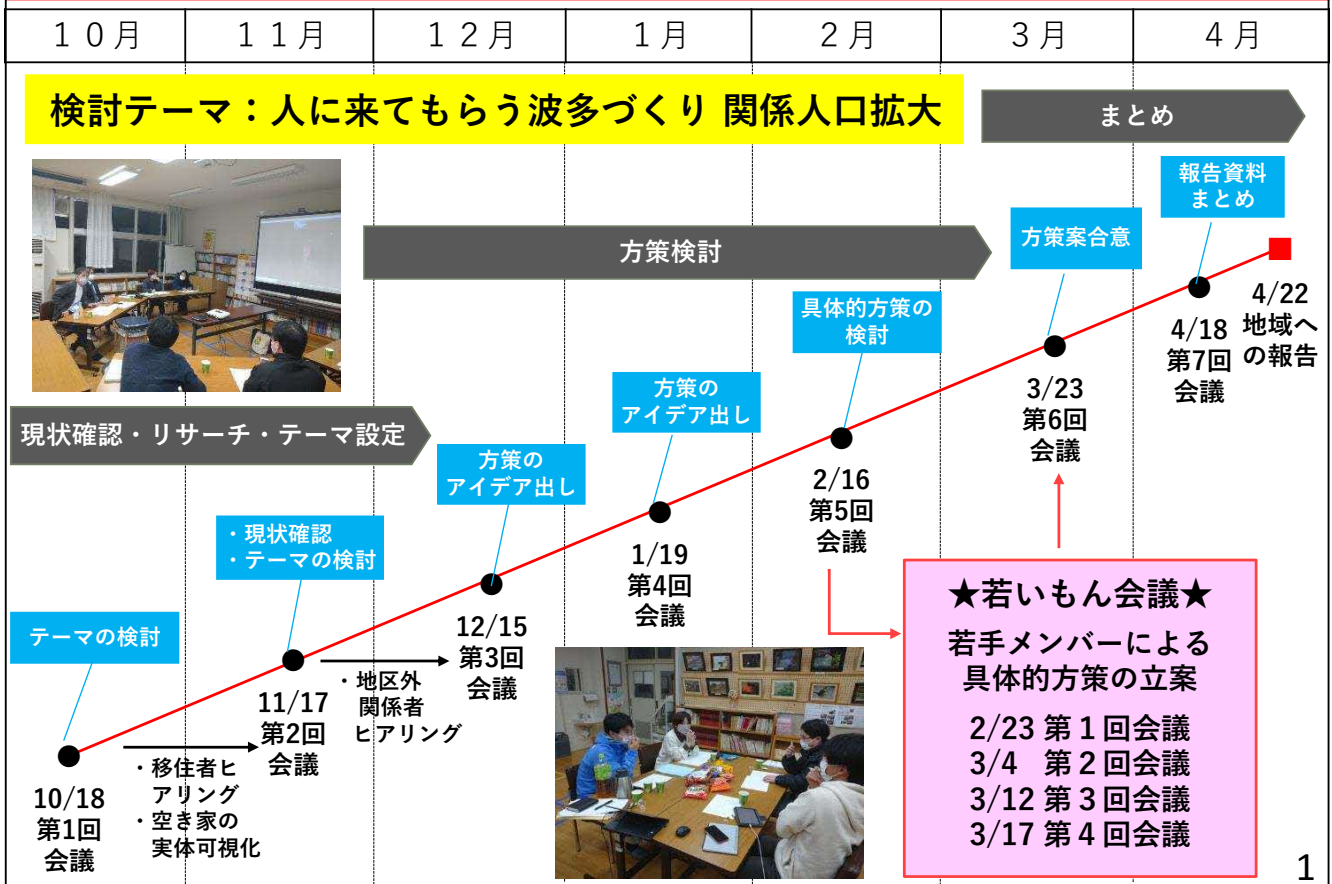 １０月
１１月
１２月
１月
２月
３月
４月
検討テーマ：人に来てもらう波多づくり 関係人口拡大
まとめ
方策検討
現状確認・リサーチ・テーマ設定
テーマの検討
10/18
第1回
会議
・移住者ヒ
アリング
・空き家の
実体可視化
・現状確認
・テーマの検討
11/17
第2回
会議
・地区外
関係者
ヒアリング
方策の
アイデア出し
12/15
第3回
会議
方策の
アイデア出し
1/19
第4回
会議
具体的方策の
検討
2/16
第5回
会議
方策案合意
3/23
第6回
会議
報告資料
まとめ
4/18
第7回
会議
4/22
地域へ
の報告
★若いもん会議★
若手メンバーによる
具体的方策の立案
2/23 第１回会議
3/4 第２回会議
3/12 第３回会議
3/17 第４回会議
1